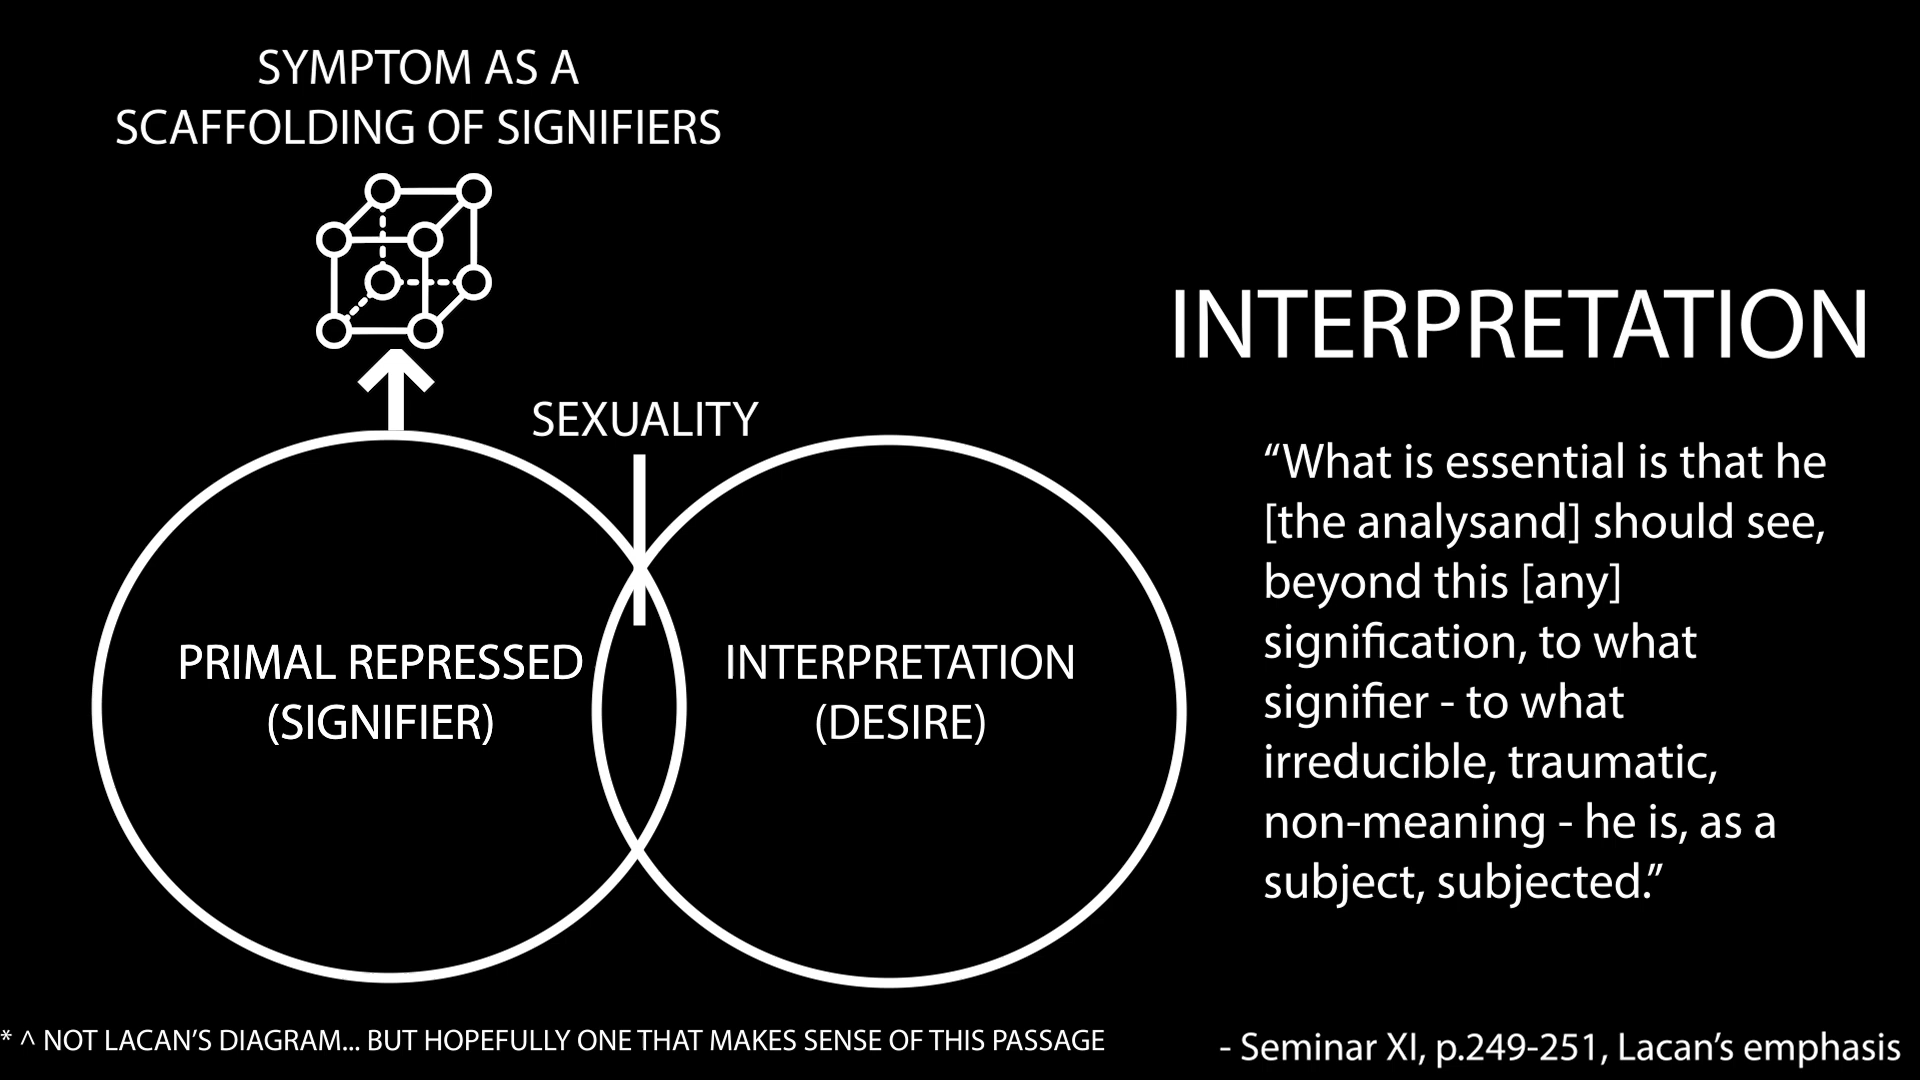 SYMPTOM AS A
SCAFFOLDING OF SIGNIFIERS
SEXUALITY
PRIMAL REPRESSED
(SIGNIFIER)
INTERPRETATION
(DESIRE)
INTERPRETATION
“What is essential is that he
[the analysand] should see,
beyond this [any]
signification, to what
signifier - to what
irreducible, traumatic,
non-meaning - he is, as a
subject, subjected.”
* ^ NOT LACAN’S DIAGRAM... BUT HOPEFULLY ONE THAT MAKES SENSE OF THIS PASSAGE
- Seminar XI, p.249-251, Lacan’s emphasis